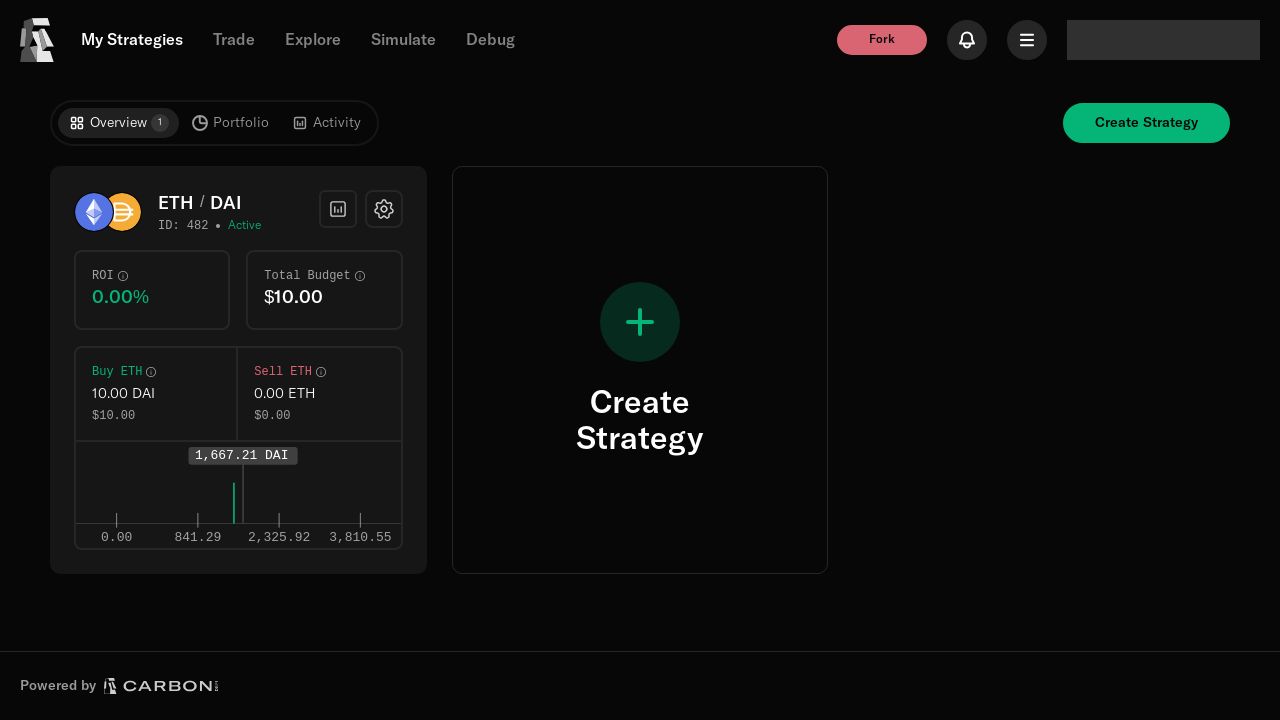 My Strategies
Trade
Explore
Simulate
Debug
Fork
Overview 1
Portfolio
Activity
Create Strategy
ETH / DAI
ID: 482 • Active
ROI
0.00%
Total Budget
$10.00
Buy ETH
10.00 DAI
$10.00
Sell ETH
0.00 ETH
$0.00
1,667.21 DAI
0.00
841.29
2,325.92
3,810.55
Create
Strategy
Powered by CARBON